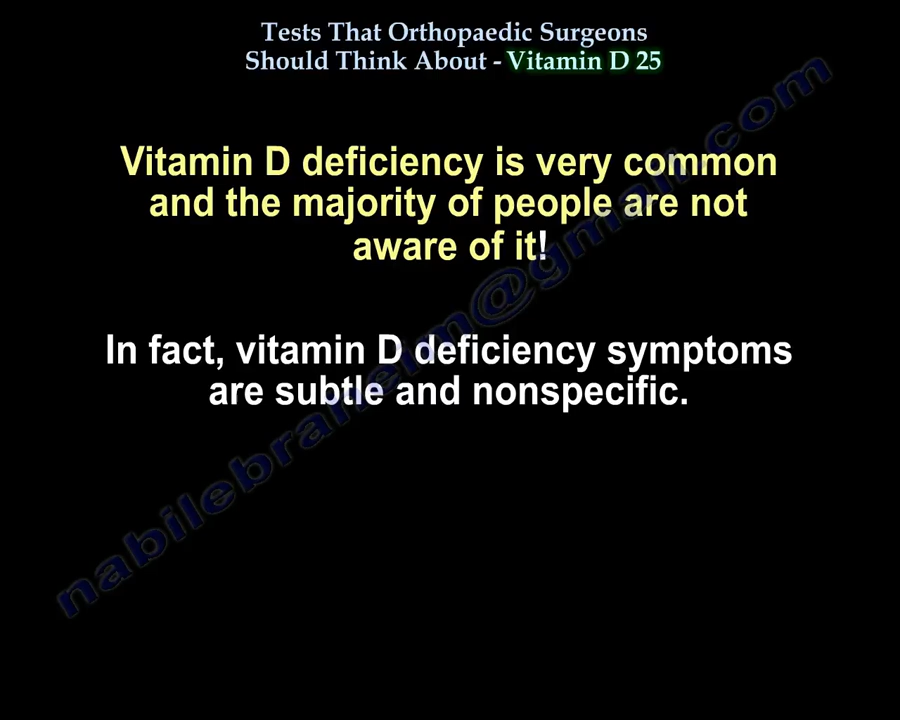 Tests That Orthopaedic Surgeons
Should Think About - Vitamin D 25
Vitamin D deficiency is very common
and the majority of people are not
aware of it!
In fact, vitamin D deficiency symptoms
are subtle and nonspecific.
nabilebraheim@gmail.com